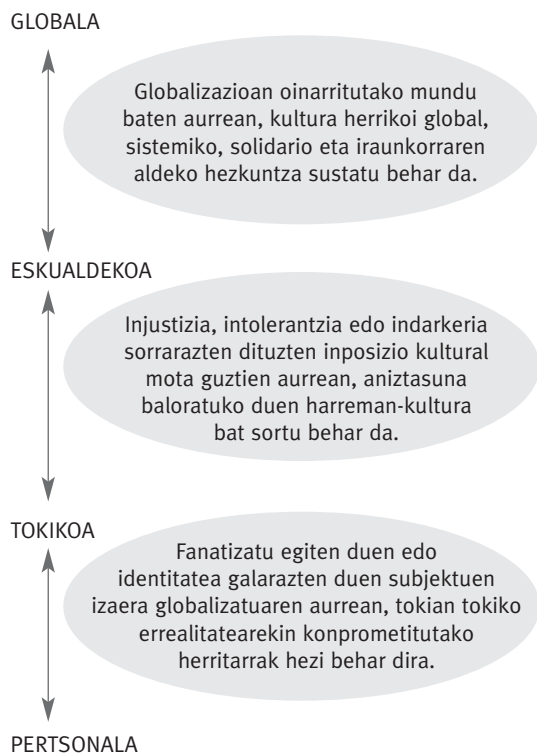 GLOBALA
Globalizazioan oinarritutako mundu
baten aurrean, kultura herrikoi global,
sistemiko, solidario eta iraunkorraren
aldeko hezkuntza sustatu behar da.
ESKUALDEKOA
Injustizia, intolerantzia edo indarkeria
sorrarazten dituzten inposizio kultural
mota guztien aurrean, aniztasuna
baloratuko duen harreman-kultura
bat sortu behar da.
TOKIKOA
Fanatizatu egiten duen edo
identitatea galarazten duen subjektuen
izaera globalizatuaren aurrean, tokian tokiko
errealitatearekin konprometitutako
herritarrak hezi behar dira.
PERTSONALA